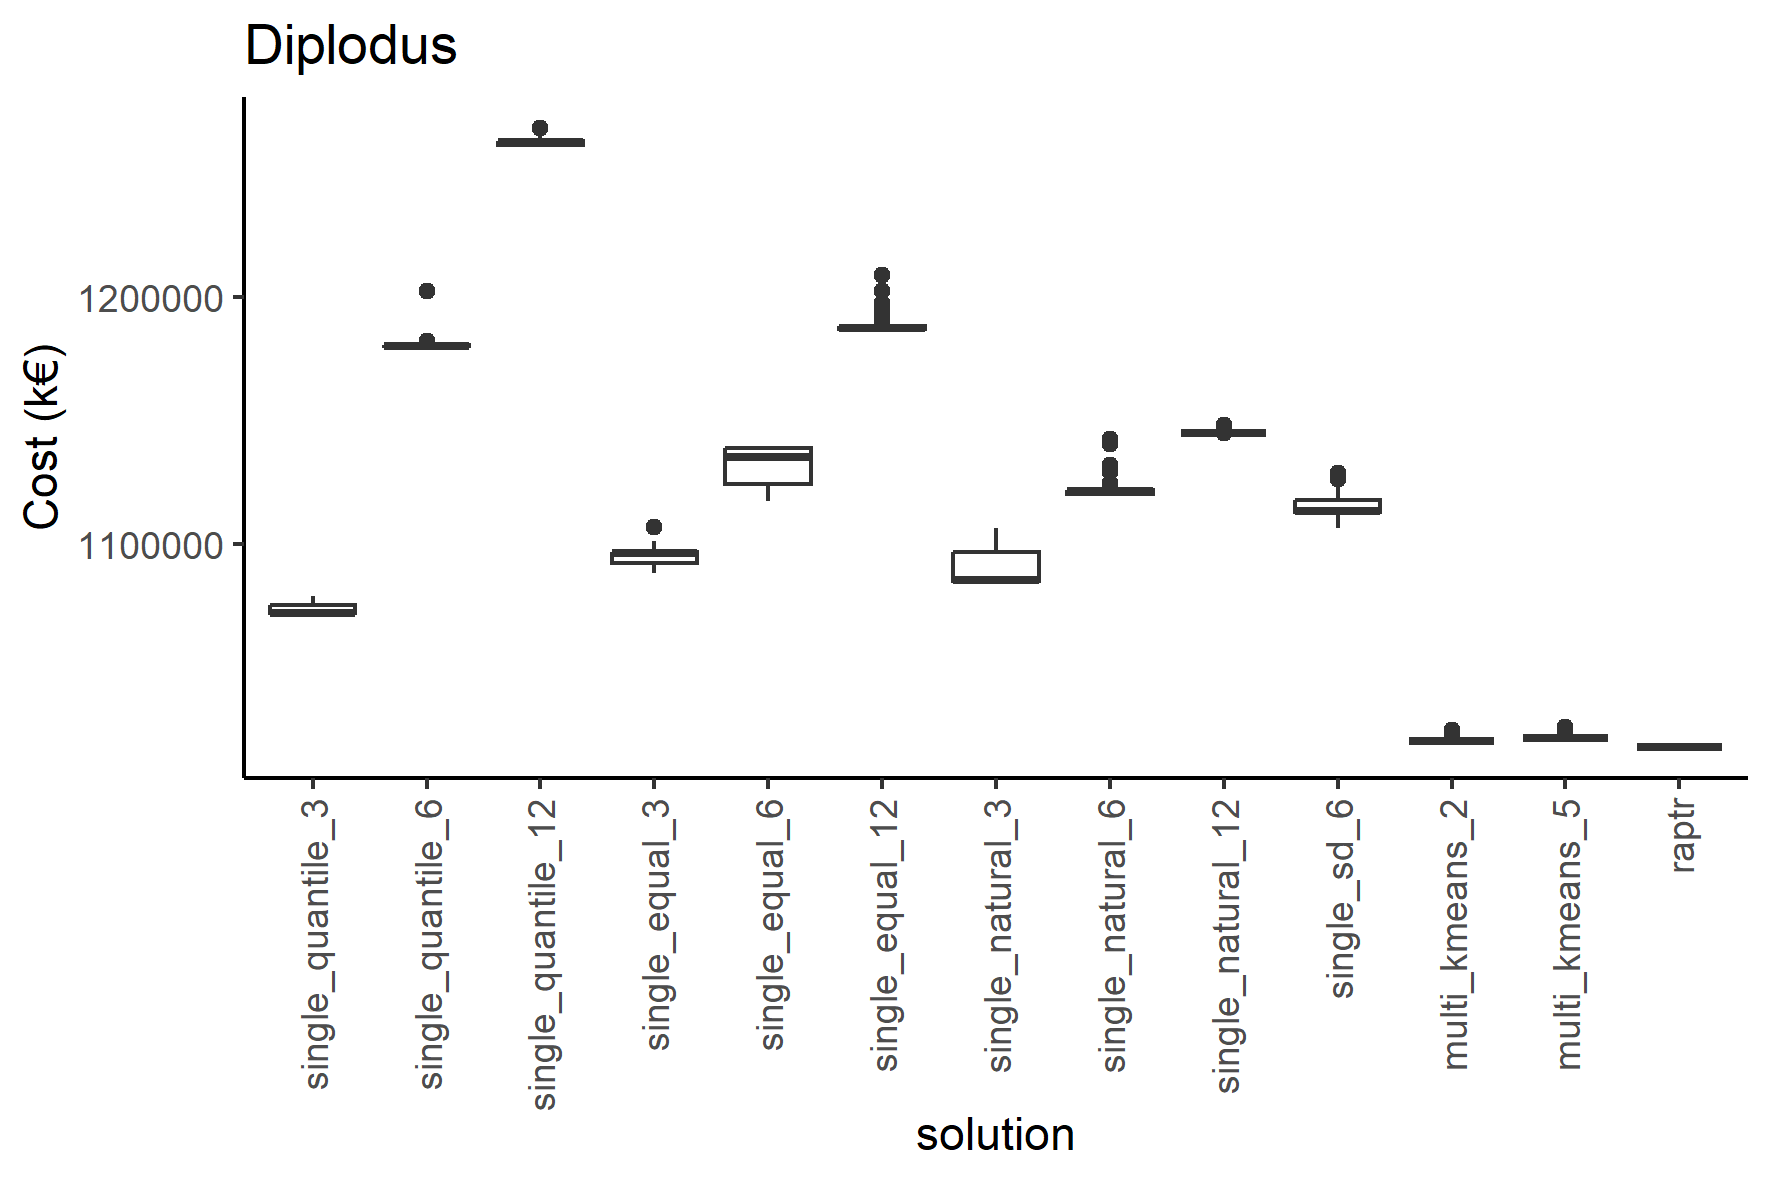 Diplodus
Cost (k€)
1200000
1100000
single_quantile_3
single_quantile_6
single_quantile_12
single_equal_3
single_equal_6
single_equal_12
single_natural_3
single_natural_6
single_natural_12
single_sd_6
multi_kmeans_2
multi_kmeans_5
raptr
solution